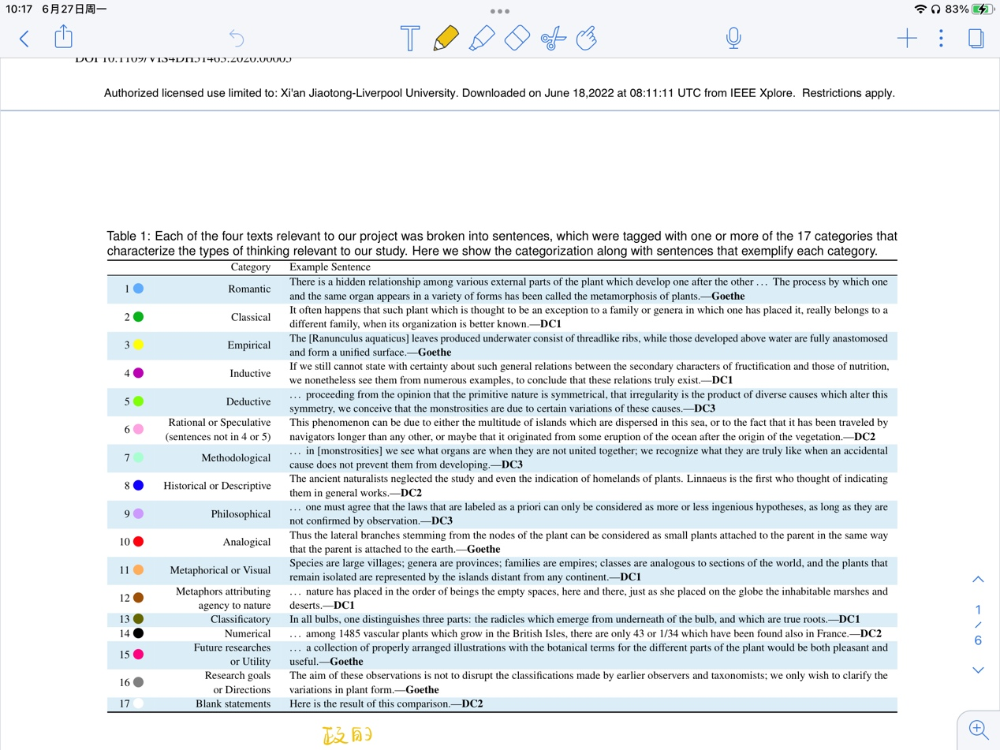 10:17 6月27日周一
83%
DOI 10.1109/VIS4DH51463.2020.00005
Authorized licensed use limited to: Xi'an Jiaotong-Liverpool University. Downloaded on June 18,2022 at 08:11:11 UTC from IEEE Xplore. Restrictions apply.
Table 1: Each of the four texts relevant to our project was broken into sentences, which were tagged with one or more of the 17 categories that
characterize the types of thinking relevant to our study. Here we show the categorization along with sentences that exemplify each category.
Category Example Sentence
1 Romantic There is a hidden relationship among various external parts of the plant which develop one after the other ... The process by which one
and the same organ appears in a variety of forms has been called the metamorphosis of plants.—Goethe
2 Classical It often happens that such plant which is thought to be an exception to a family or genera in which one has placed it, really belongs to a
different family, when its organization is better known.—DC1
3 Empirical The [Ranunculus aquaticus] leaves produced underwater consist of threadlike ribs, while those developed above water are fully anastomosed
and form a unified surface.—Goethe
4 Inductive If we still cannot state with certainty about such general relations between the secondary characters of fructification and those of nutrition,
we nonetheless see them from numerous examples, to conclude that these relations truly exist.—DC1
5 Deductive ... proceeding from the opinion that the primitive nature is symmetrical, that irregularity is the product of diverse causes which alter this
symmetry, we conceive that the monstrosities are due to certain variations of these causes.—DC3
6 Rational or Speculative This phenomenon can be due to either the multitude of islands which are dispersed in this sea, or to the fact that it has been traveled by
(sentences not in 4 or 5) navigators longer than any other, or maybe that it originated from some eruption of the ocean after the origin of the vegetation.—DC2
7 Methodological ... in [monstrosities] we see what organs are when they are not united together; we recognize what they are truly like when an accidental
cause does not prevent them from developing.—DC3
8 Historical or Descriptive The ancient naturalists neglected the study and even the indication of homelands of plants. Linnaeus is the first who thought of indicating
them in general works.—DC2
9 Philosophical ... one must agree that the laws that are labeled as a priori can only be considered as more or less ingenious hypotheses, as long as they are
not confirmed by observation.—DC3
10 Analogical Thus the lateral branches stemming from the nodes of the plant can be considered as small plants attached to the parent in the same way
that the parent is attached to the earth.—Goethe
11 Metaphorical or Visual Species are large villages; genera are provinces; families are empires; classes are analogous to sections of the world, and the plants that
remain isolated are represented by the islands distant from any continent.—DC1
12 Metaphors attributing ... nature has placed in the order of beings the empty spaces, here and there, just as she placed on the globe the inhabitable marshes and
agency to nature deserts.—DC1
13 Classificatory In all bulbs, one distinguishes three parts: the radicles which emerge from underneath of the bulb, and which are true roots.—DC1
14 Numerical ... among 1485 vascular plants which grow in the British Isles, there are only 43 or 1/34 which have been found also in France.—DC2
15 Future researches ... a collection of properly arranged illustrations with the botanical terms for the different parts of the plant would be both pleasant and
or Utility useful.—Goethe
16 Research goals The aim of these observations is not to disrupt the classifications made by earlier observers and taxonomists; we only wish to clarify the
or Directions variations in plant form.—Goethe
17 Blank statements Here is the result of this comparison.—DC2
1
/
6